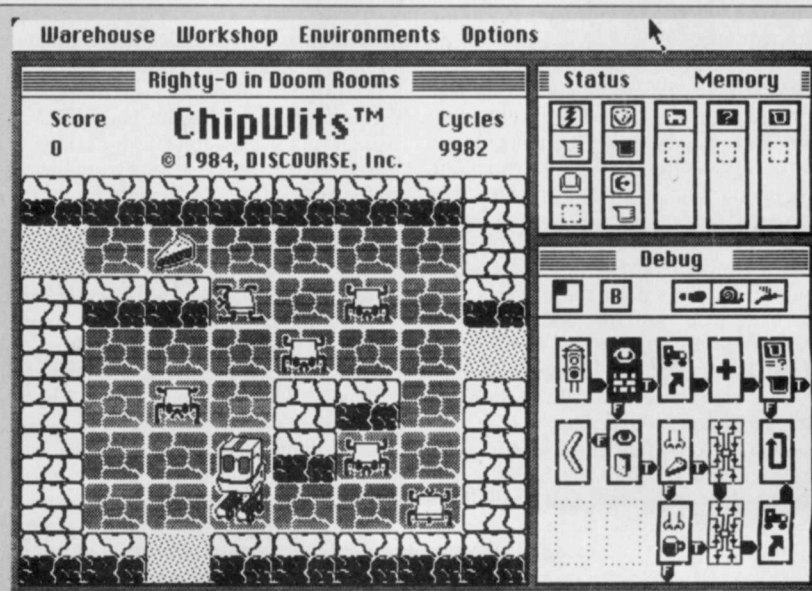 Warehouse Workshop Environments Options
Righty-O in Doom Rooms
Score
0
ChipWits™
© 1984, DISCOURSE, Inc.
Cycles
9982
Status Memory
?
Debug
B
T
T
+
=?
F
F
F
T
T
F
T
F